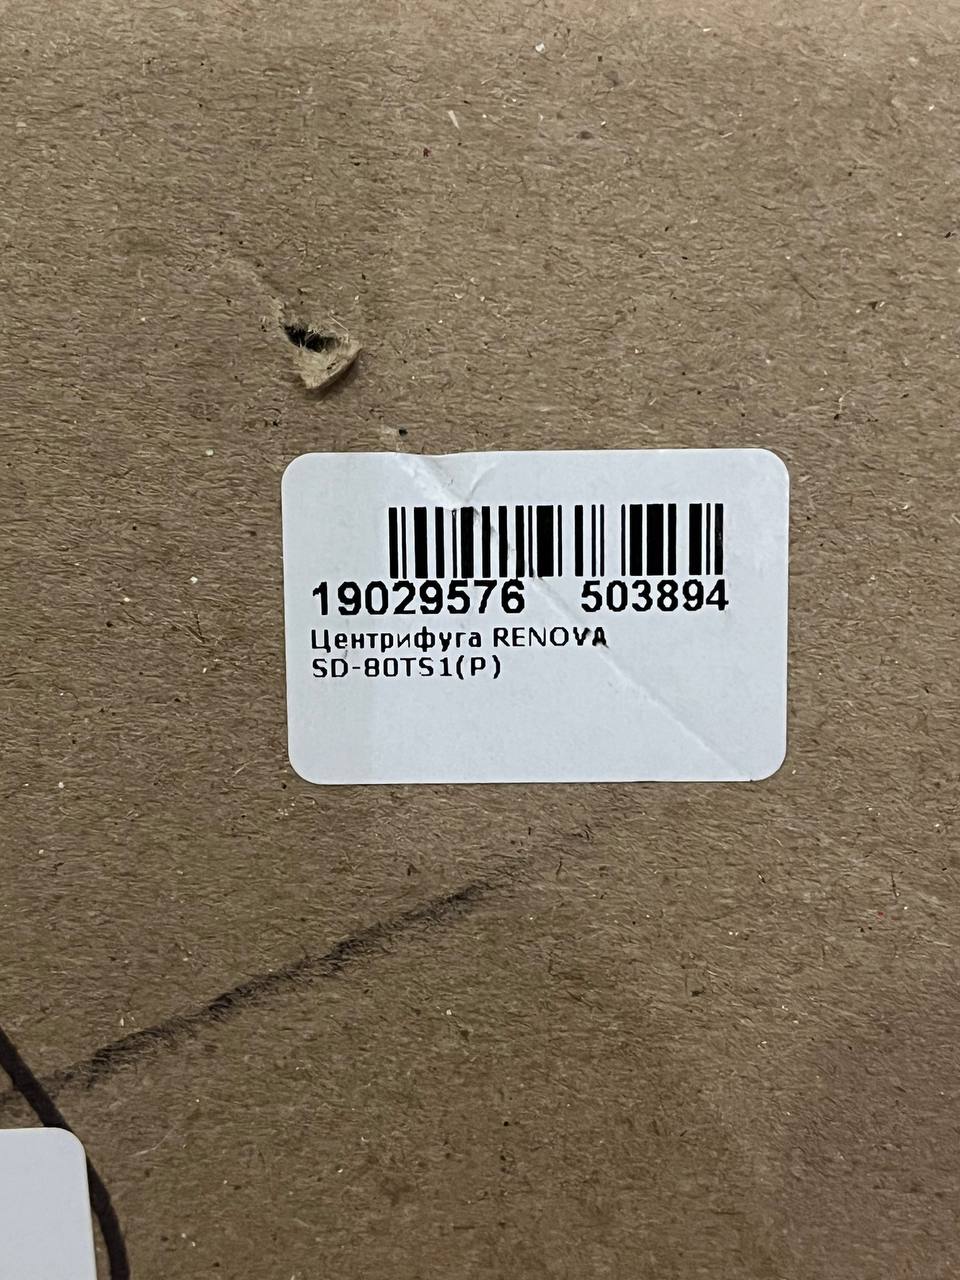 19029576 503894
Центрифуга RENOVA
SD-80TS1(P)